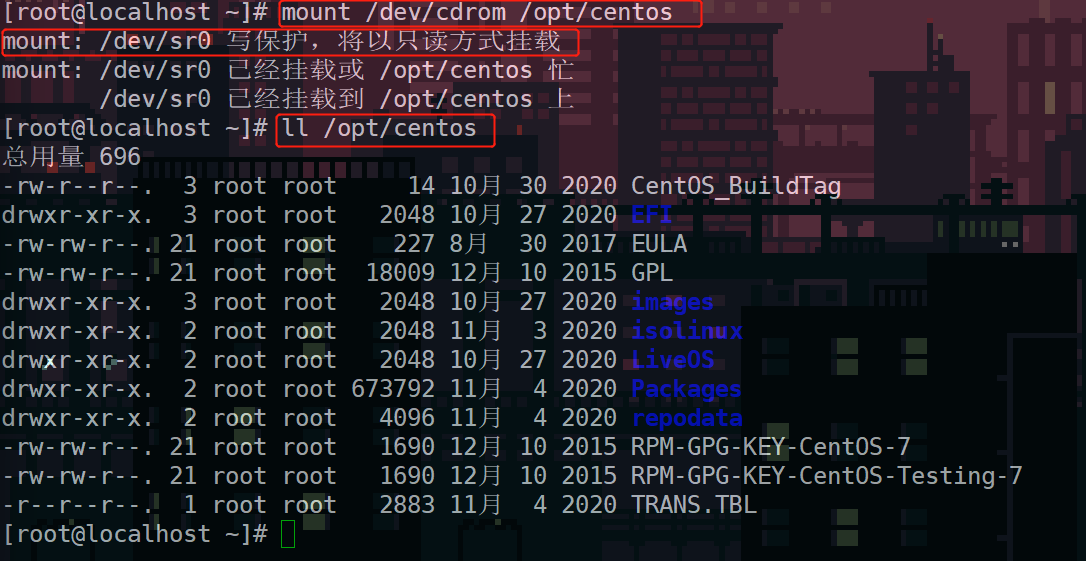 [root@localhost ~]# mount /dev/cdrom /opt/centos
mount: /dev/sr0 写保护，将以只读方式挂载
mount: /dev/sr0 已经挂载或 /opt/centos 忙
       /dev/sr0 已经挂载到 /opt/centos 上
[root@localhost ~]# ll /opt/centos
总用量 696
-rw-r--r--.  3 root root     14 10月 30 2020 CentOS_BuildTag
drwxr-xr-x.  3 root root   2048 10月 27 2020 EFI
-rw-rw-r--. 21 root root    227 8月  30 2017 EULA
-rw-rw-r--. 21 root root  18009 12月 10 2015 GPL
drwxr-xr-x.  3 root root   2048 10月 27 2020 images
drwxr-xr-x.  2 root root   2048 11月  3 2020 isolinux
drwxr-xr-x.  2 root root   2048 10月 27 2020 LiveOS
drwxr-xr-x.  2 root root 673792 11月  4 2020 Packages
drwxr-xr-x.  2 root root   4096 11月  4 2020 repodata
-rw-rw-r--. 21 root root   1690 12月 10 2015 RPM-GPG-KEY-CentOS-7
-rw-rw-r--. 21 root root   1690 12月 10 2015 RPM-GPG-KEY-CentOS-Testing-7
-r--r--r--.  1 root root   2883 11月  4 2020 TRANS.TBL
[root@localhost ~]#